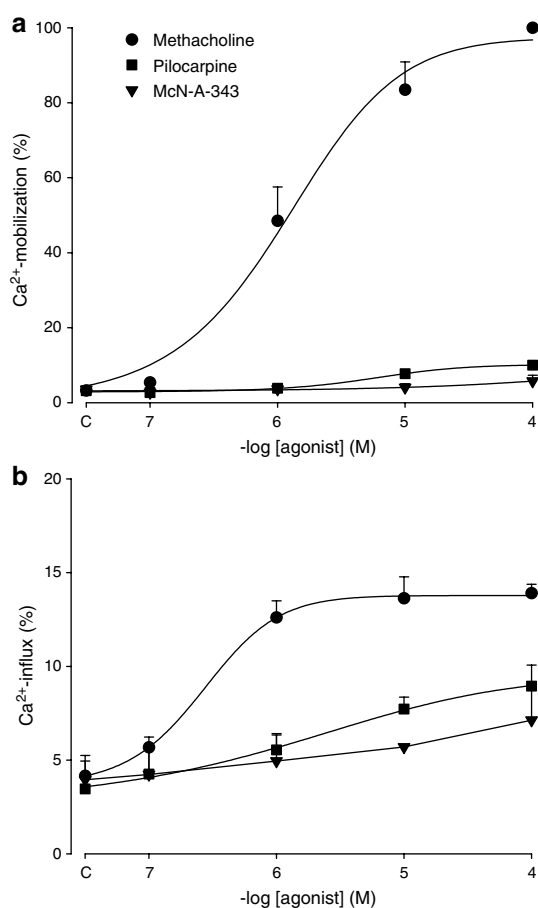 a
Methacholine
Pilocarpine
McN-A-343
Ca2+-mobilization (%)
100
80
60
40
20
0
C 7 6 5 4
-log [agonist] (M)
b
Ca2+-influx (%)
20
15
10
5
0
C 7 6 5 4
-log [agonist] (M)